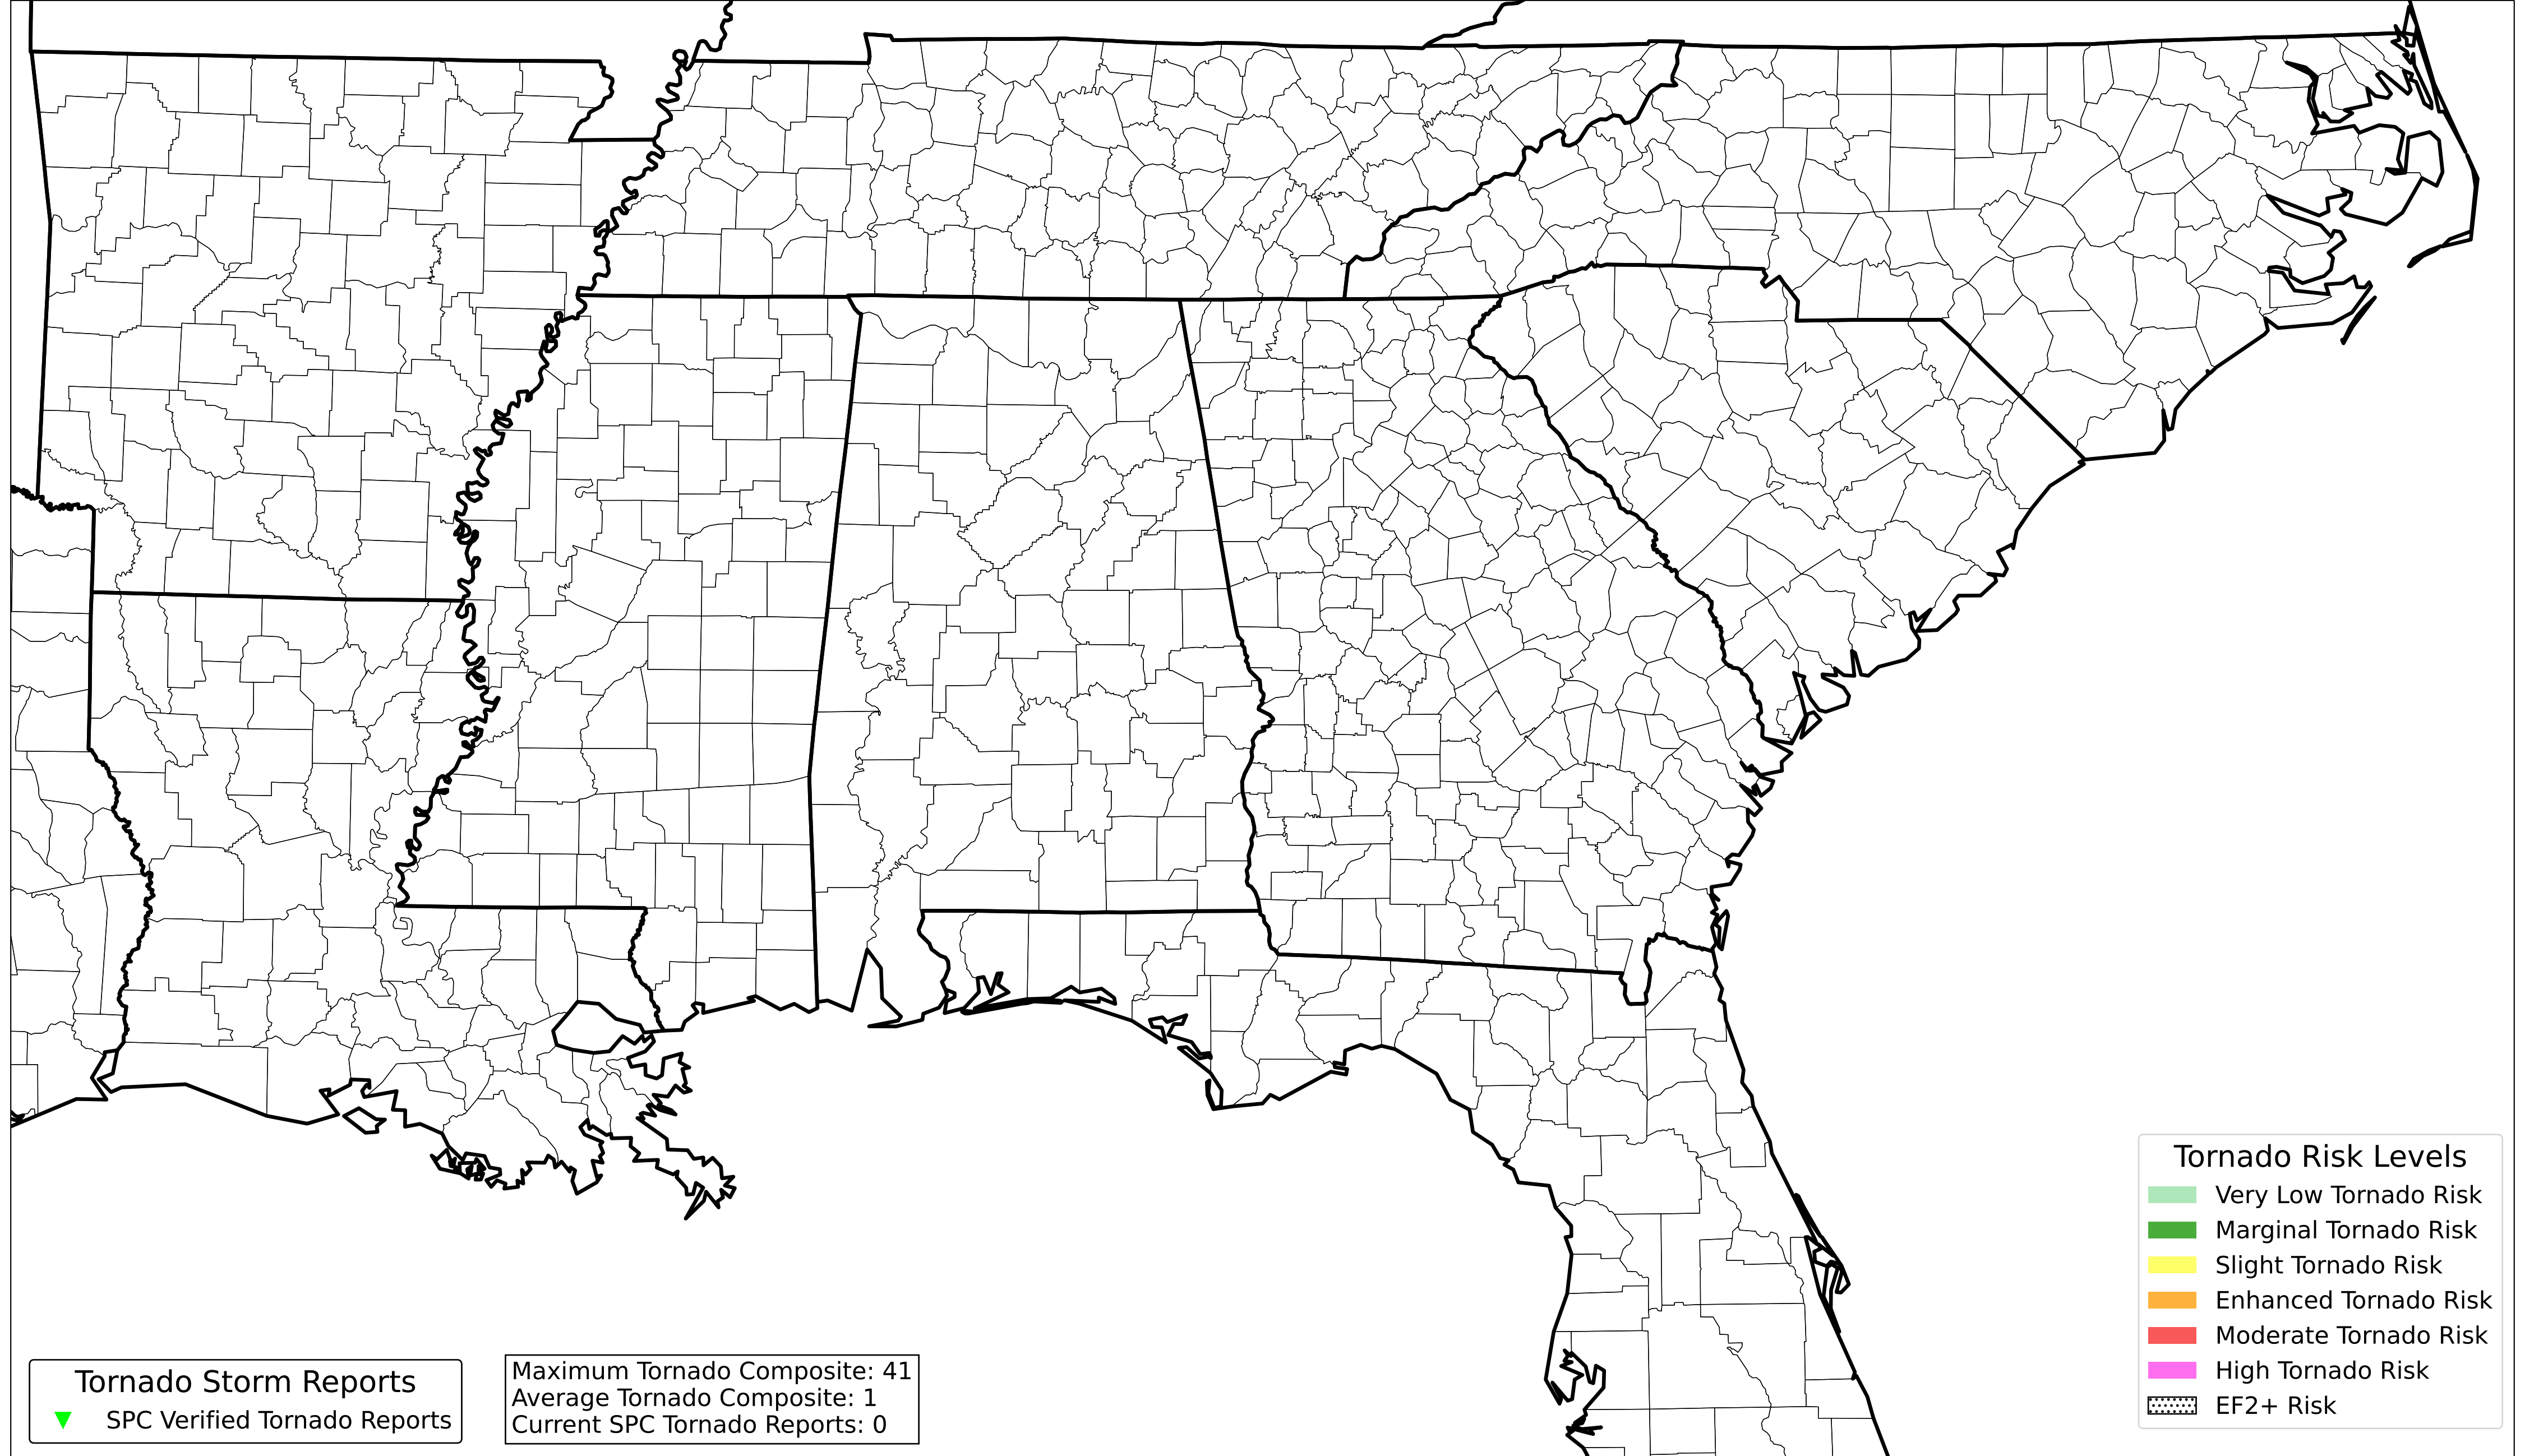 Tornado Risk Levels
Very Low Tornado Risk
Marginal Tornado Risk
Slight Tornado Risk
Enhanced Tornado Risk
Moderate Tornado Risk
High Tornado Risk
EF2+ Risk
Tornado Storm Reports
SPC Verified Tornado Reports
Maximum Tornado Composite: 41
Average Tornado Composite: 1
Current SPC Tornado Reports: 0